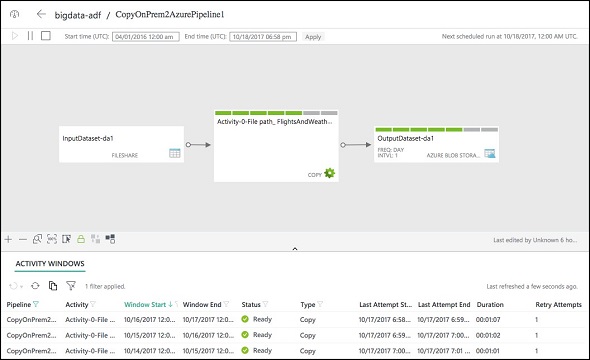 bigdata-adf / CopyOnPrem2AzurePipeline1
Start time (UTC): 04/01/2016 12:00 am End time (UTC): 10/18/2017 06:58 pm Apply Next scheduled run at 10/18/2017, 12:00 AM UTC.
Activity-0-File path_ FlightsAndWeath...
InputDataset-da1
OutputDataset-da1
FREQ: DAY
INTVL: 1
FILESHARE
AZURE BLOB STORA...
COPY
100%
Last edited by Unknown 6 ho...
ACTIVITY WINDOWS
1 filter applied.
Last refreshed a few seconds ago.
Pipeline Activity Window Start Window End Status Type Last Attempt St... Last Attempt End Duration Retry Attempts
CopyOnPrem2... Activity-0-File ... 10/16/2017 12:0... 10/17/2017 12:0... Ready Copy 10/17/2017 6:58... 10/17/2017 6:59... 00:01:07 1
CopyOnPrem2... Activity-0-File ... 10/15/2017 12:0... 10/16/2017 12:0... Ready Copy 10/17/2017 6:59... 10/17/2017 7:00... 00:01:02 1
CopyOnPrem2... Activity-0-File ... 10/14/2017 12:0... 10/15/2017 12:0... Ready Copy 10/17/2017 7:00... 10/17/2017 7:01 ... 00:01:07 1